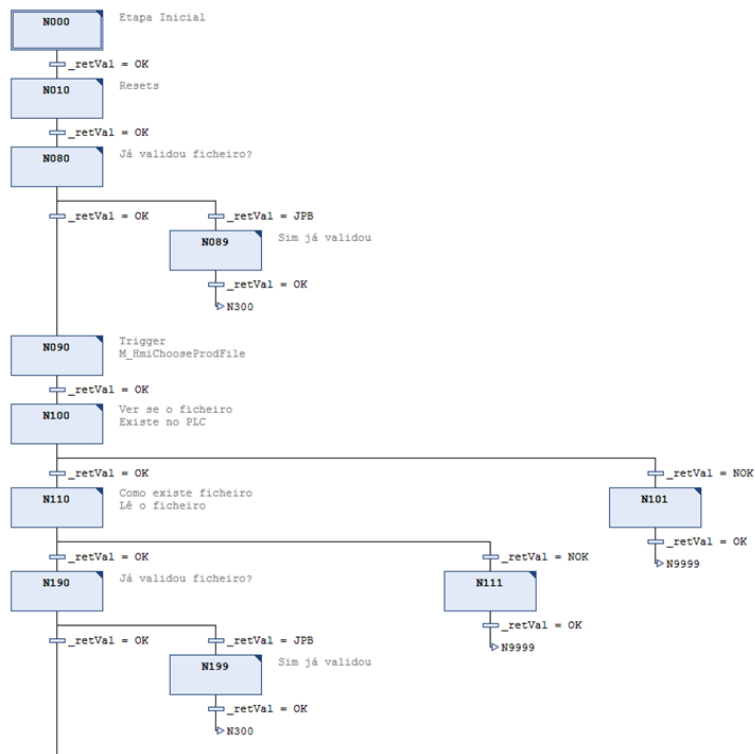 N000 Etapa Inicial
_retVal = OK
N010 Resets
_retVal = OK
N080 Já validou ficheiro?
_retVal = OK _retVal = JPB
N089 Sim já validou
_retVal = OK
N300
N090 Trigger
M_HmiChooseProdFile
_retVal = OK
N100 Ver se o ficheiro
Existe no PLC
_retVal = OK _retVal = NOK
N110 Como existe ficheiro N101
Lê o ficheiro
_retVal = OK
_retVal = OK _retVal = NOK
N9999
N190 Já validou ficheiro? N111
_retVal = OK
_retVal = OK _retVal = JPB
N9999
N199 Sim já validou
_retVal = OK
N300